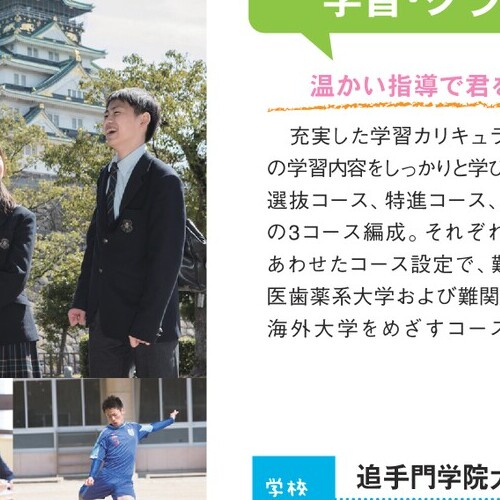 学習・クラ
温かい指導で君を
充実した学習カリキュラ
の学習内容をしっかりと学び
選抜コース、特進コース、
の3コース編成。それぞれ
あわせたコース設定で、難
医歯薬系大学および難関
海外大学をめざすコース
学校
追手門学院大